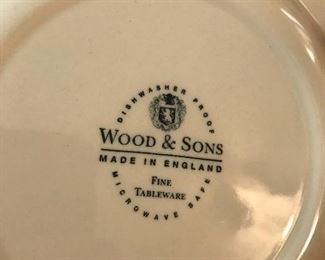 DISHWASHER PROOF
WOOD & SONS
MADE IN ENGLAND
FINE
TABLEWARE
MICROWAVE SAFE